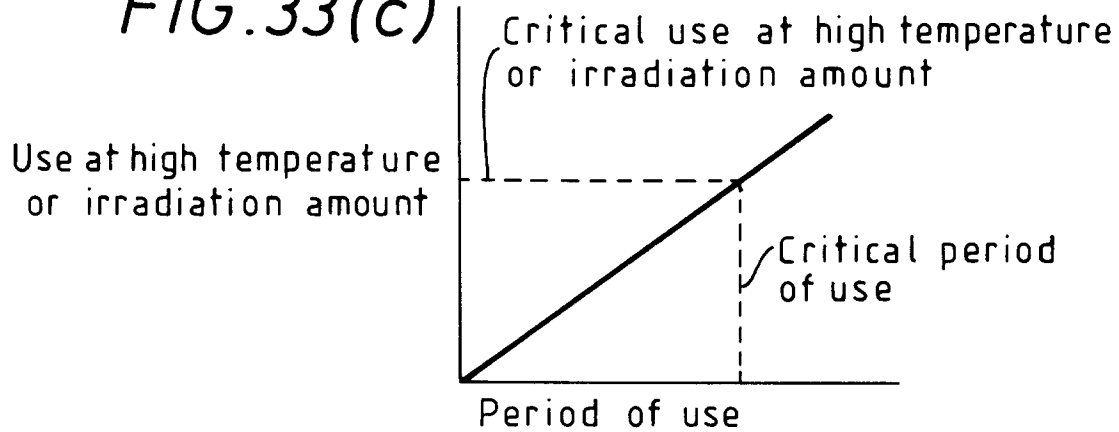 FIG.33(c)
Critical use at high temperature
or irradiation amount
Use at high temperature
or irradiation amount
Critical period
of use
Period of use